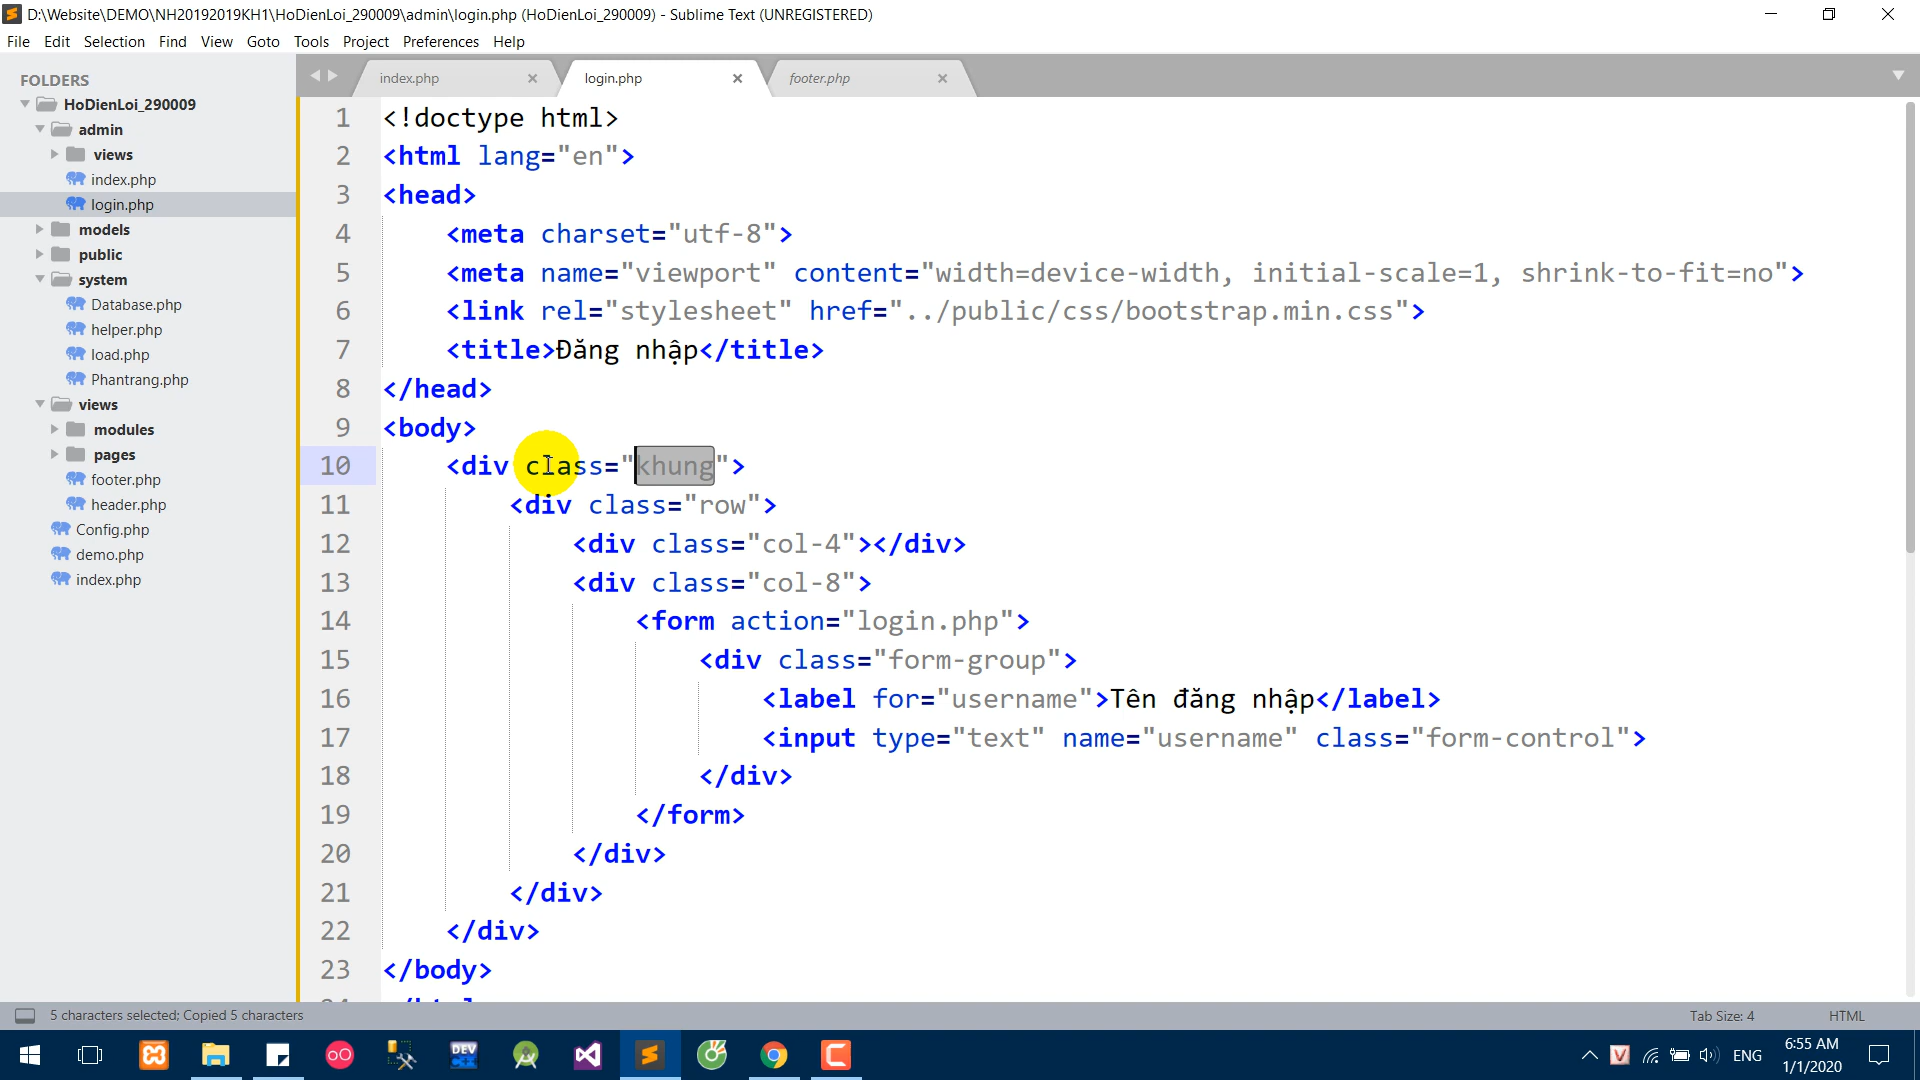 D:\Website\DEMO\NH20192019KH1\HoDienLoi_290009\admin\login.php (HoDienLoi_290009) - Sublime Text (UNREGISTERED)
File Edit Selection Find View Goto Tools Project Preferences Help
FOLDERS
HoDienLoi_290009
admin
views
index.php
login.php
models
public
system
Database.php
helper.php
load.php
Phantrang.php
views
modules
pages
footer.php
header.php
Config.php
demo.php
index.php
index.php login.php footer.php
1 <!doctype html>
2 <html lang="en">
3 <head>
4 <meta charset="utf-8">
5 <meta name="viewport" content="width=device-width, initial-scale=1, shrink-to-fit=no">
6 <link rel="stylesheet" href="../public/css/bootstrap.min.css">
7 <title>Đăng nhập</title>
8 </head>
9 <body>
10 <div class="khung">
11 <div class="row">
12 <div class="col-4"></div>
13 <div class="col-8">
14 <form action="login.php">
15 <div class="form-group">
16 <label for="username">Tên đăng nhập</label>
17 <input type="text" name="username" class="form-control">
18 </div>
19 </form>
20 </div>
21 </div>
22 </div>
23 </body>
5 characters selected; Copied 5 characters
Tab Size: 4 HTML
DEV
ENG
6:55 AM
1/1/2020